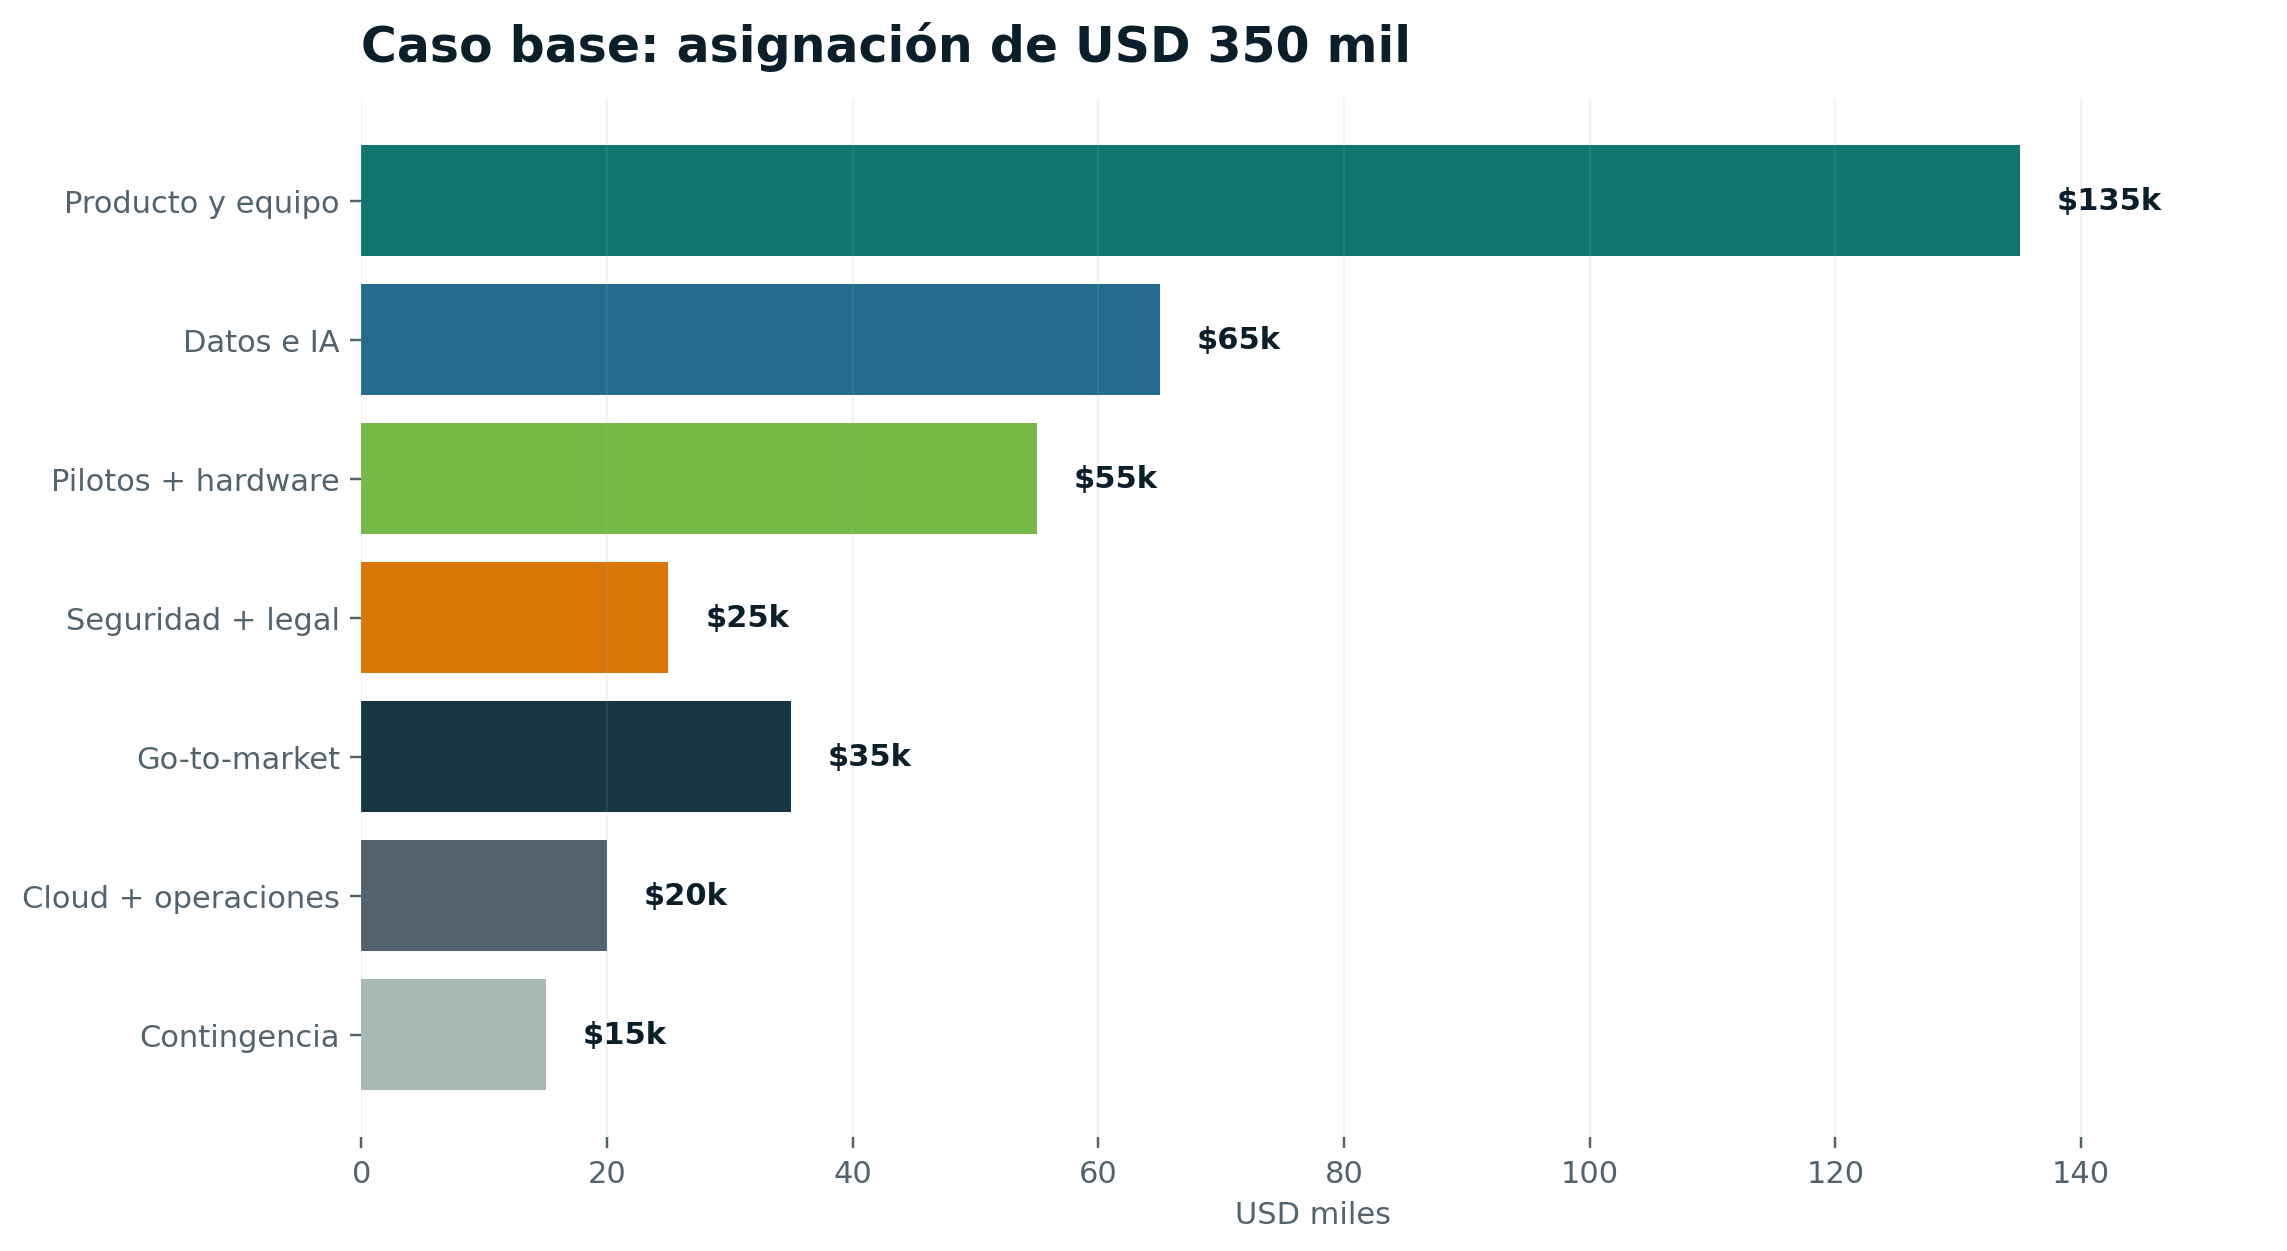 Caso base: asignación de USD 350 mil
Producto y equipo $135k
Datos e IA $65k
Pilotos + hardware $55k
Seguridad + legal $25k
Go-to-market $35k
Cloud + operaciones $20k
Contingencia $15k
0 20 40 60 80 100 120 140
USD miles